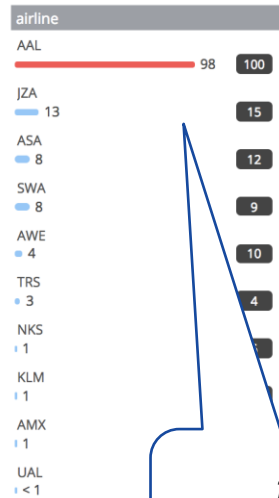 airline
AAL
98 100
JZA
13 15
ASA
8 12
SWA
8 9
AWE
4 10
TRS
3 4
NKS
1
KLM
1
AMX
1
UAL
< 1